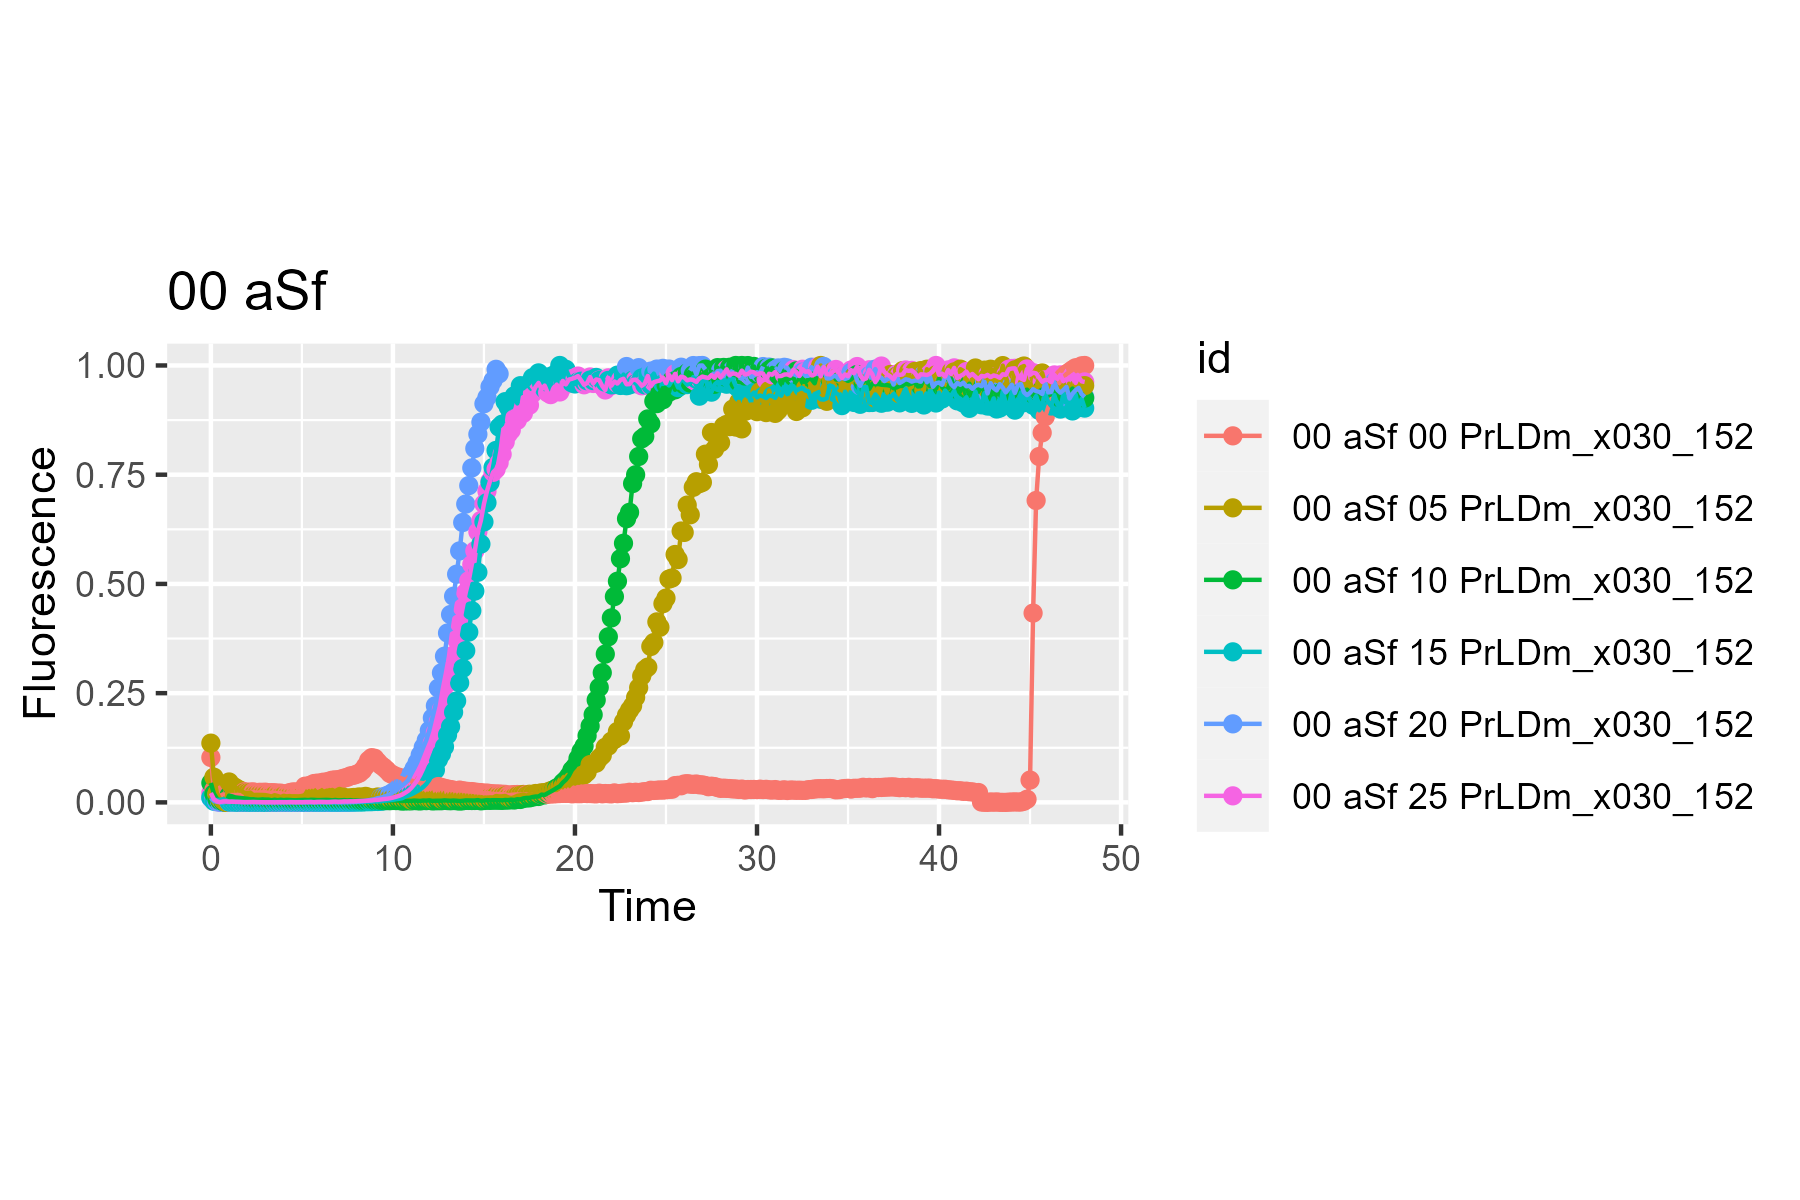 00 aSf
1.00
0.75
0.50
0.25
0.00
Fluorescence
0 10 20 30 40 50
Time
id
00 aSf 00 PrLDm_x030_152
00 aSf 05 PrLDm_x030_152
00 aSf 10 PrLDm_x030_152
00 aSf 15 PrLDm_x030_152
00 aSf 20 PrLDm_x030_152
00 aSf 25 PrLDm_x030_152